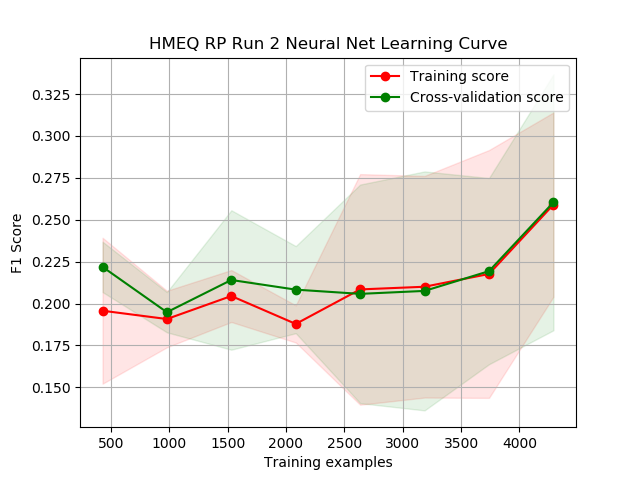 HMEQ RP Run 2 Neural Net Learning Curve
Training score
Cross-validation score
F1 Score
0.325
0.300
0.275
0.250
0.225
0.200
0.175
0.150
500 1000 1500 2000 2500 3000 3500 4000
Training examples